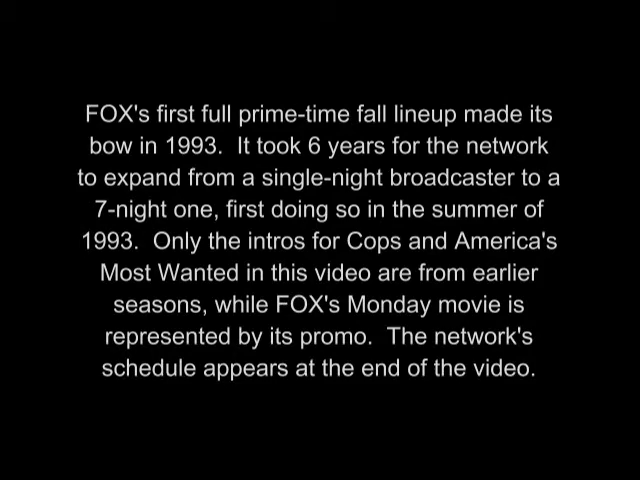 FOX's first full prime-time fall lineup made its
bow in 1993.  It took 6 years for the network
to expand from a single-night broadcaster to a
7-night one, first doing so in the summer of
1993.  Only the intros for Cops and America's
Most Wanted in this video are from earlier
seasons, while FOX's Monday movie is
represented by its promo.  The network's
schedule appears at the end of the video.